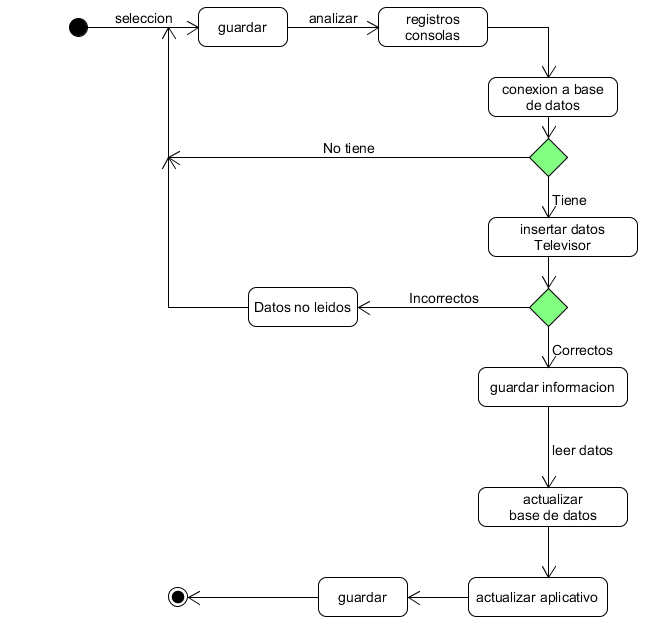 seleccion
guardar
analizar
registros
consolas
conexion a base
de datos
No tiene
Tiene
insertar datos
Televisor
Datos no leidos
Incorrectos
Correctos
guardar informacion
leer datos
actualizar
base de datos
guardar
actualizar aplicativo